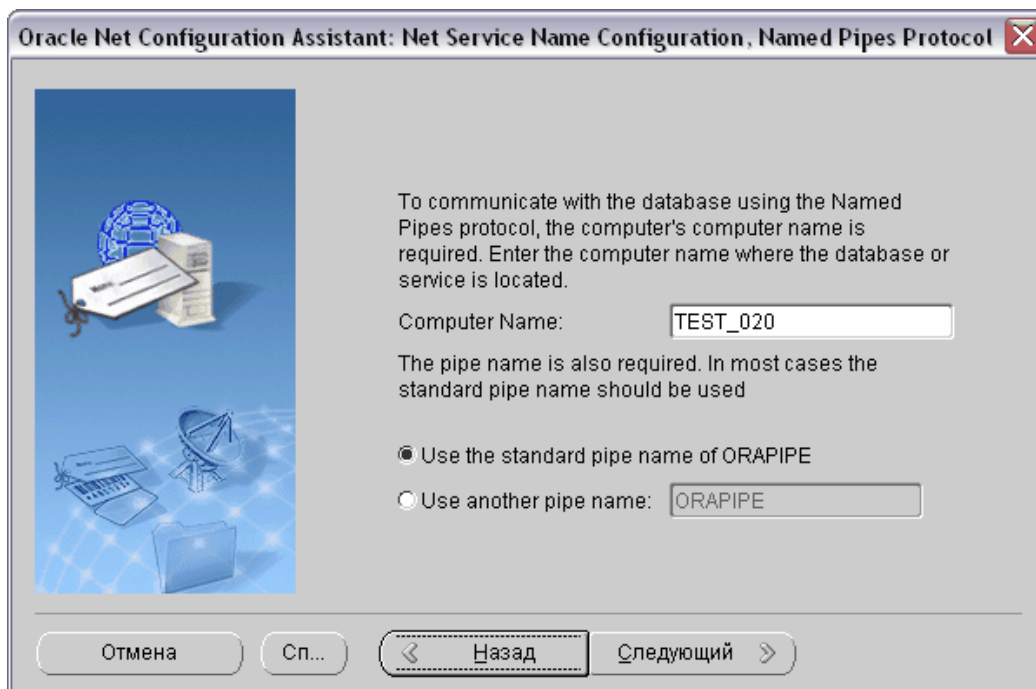 Oracle Net Configuration Assistant: Net Service Name Configuration, Named Pipes Protocol
To communicate with the database using the Named
Pipes protocol, the computer's computer name is
required. Enter the computer name where the database or
service is located.
Computer Name: TEST_020
The pipe name is also required. In most cases the
standard pipe name should be used
Use the standard pipe name of ORAPIPE
Use another pipe name: ORAPIPE
Отмена Сп... Назад Следующий